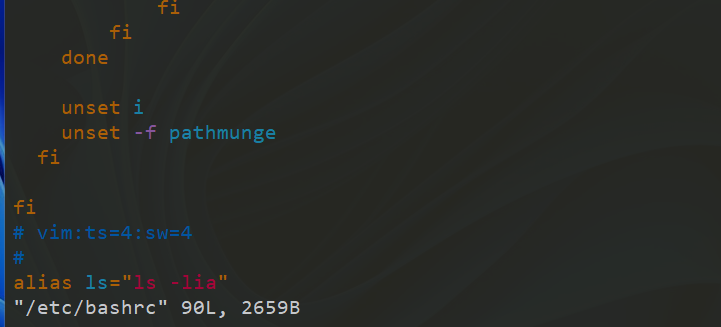 fi
        fi
    done

    unset i
    unset -f pathmunge
  fi

fi
# vim:ts=4:sw=4
#
alias ls="ls -lia"
"/etc/bashrc" 90L, 2659B